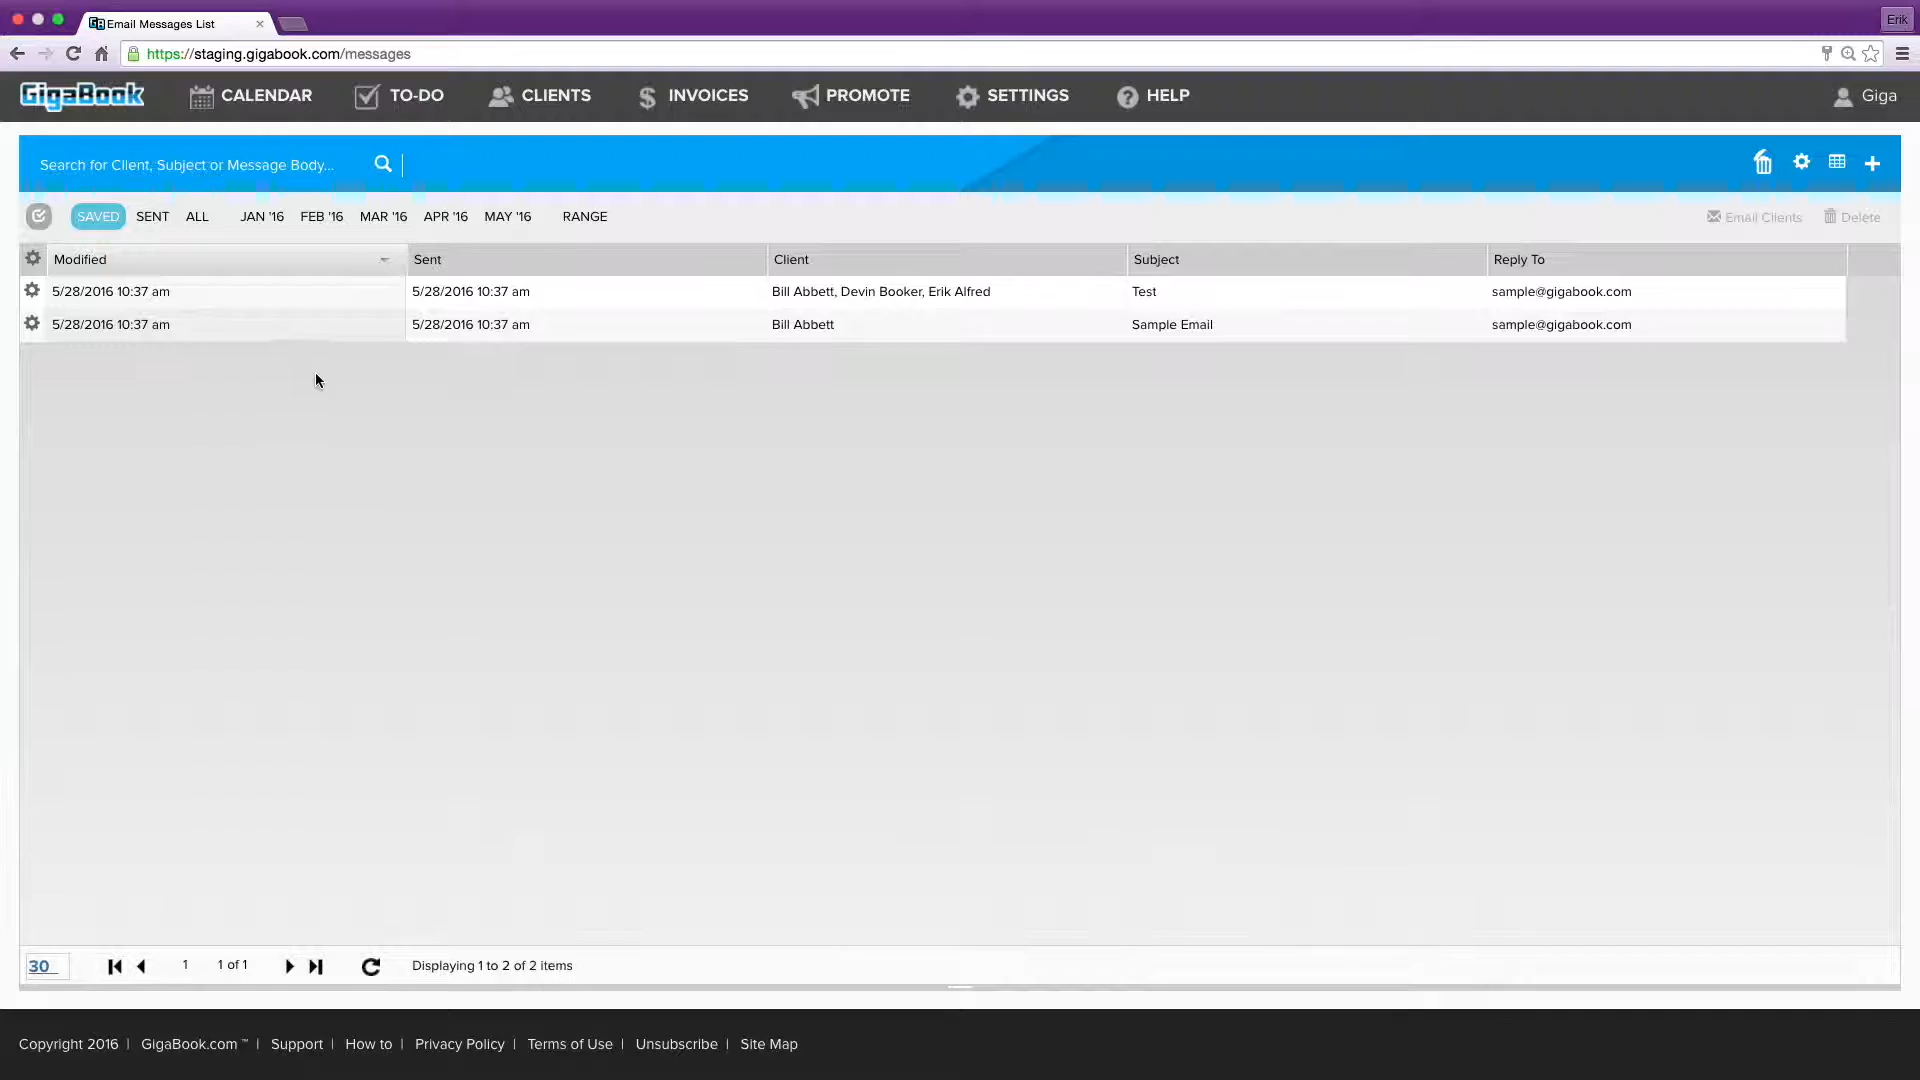 Email Messages List
Erik
https://staging.gigabook.com/messages
GigaBook CALENDAR TO-DO CLIENTS INVOICES PROMOTE SETTINGS HELP Giga
Search for Client, Subject or Message Body...
SAVED SENT ALL JAN '16 FEB '16 MAR '16 APR '16 MAY '16 RANGE Email Clients Delete
Modified Sent Client Subject Reply To
5/28/2016 10:37 am 5/28/2016 10:37 am Bill Abbett, Devin Booker, Erik Alfred Test sample@gigabook.com
5/28/2016 10:37 am 5/28/2016 10:37 am Bill Abbett Sample Email sample@gigabook.com
30 1 1 of 1 Displaying 1 to 2 of 2 items
Copyright 2016 | GigaBook.com ™ | Support | How to | Privacy Policy | Terms of Use | Unsubscribe | Site Map